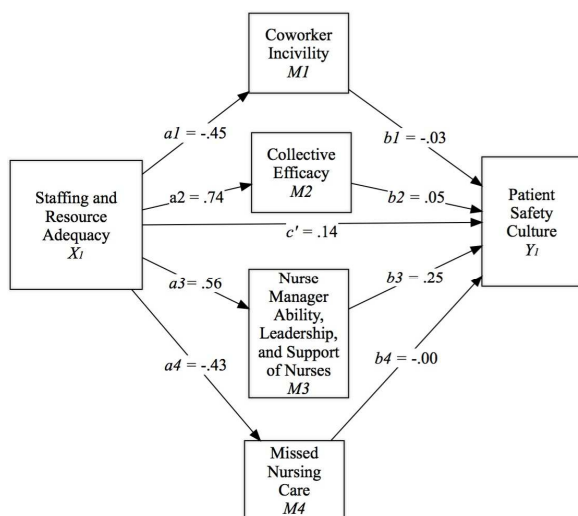 Coworker
Incivility
M1
a1 = -.45
b1 = -.03
Collective
Efficacy
M2
Staffing and
Resource
Adequacy
X1
a2 = .74
b2 = .05
Patient
Safety
Culture
Y1
c' = .14
a3 = .56
Nurse
Manager
Ability,
Leadership,
and Support
of Nurses
M3
b3 = .25
a4 = -.43
b4 = -.00
Missed
Nursing
Care
M4